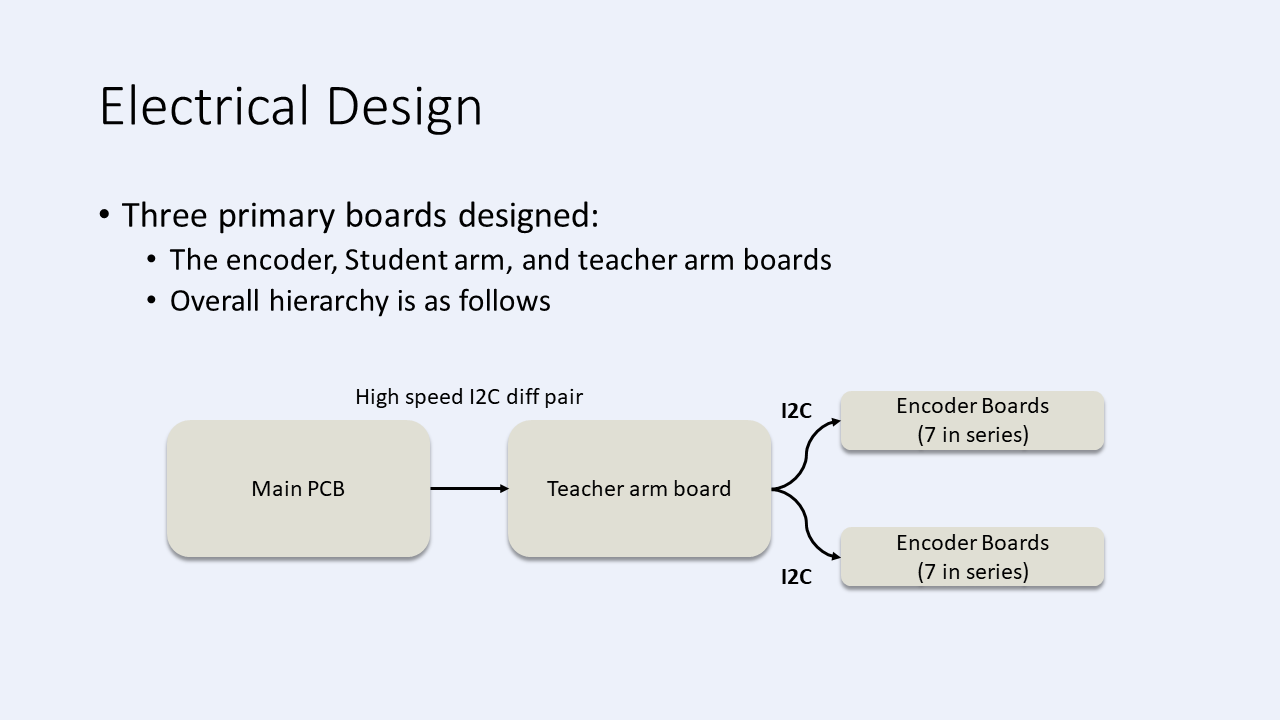 Electrical Design
• Three primary boards designed:
• The encoder, Student arm, and teacher arm boards
• Overall hierarchy is as follows
High speed I2C diff pair
Main PCB
Teacher arm board
I2C
Encoder Boards
(7 in series)
I2C
Encoder Boards
(7 in series)